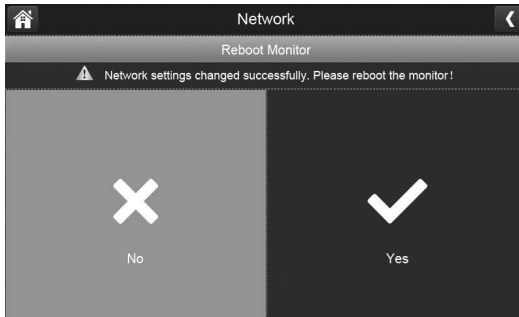 Network
Reboot Monitor
Network settings changed successfully. Please reboot the monitor!
No
Yes